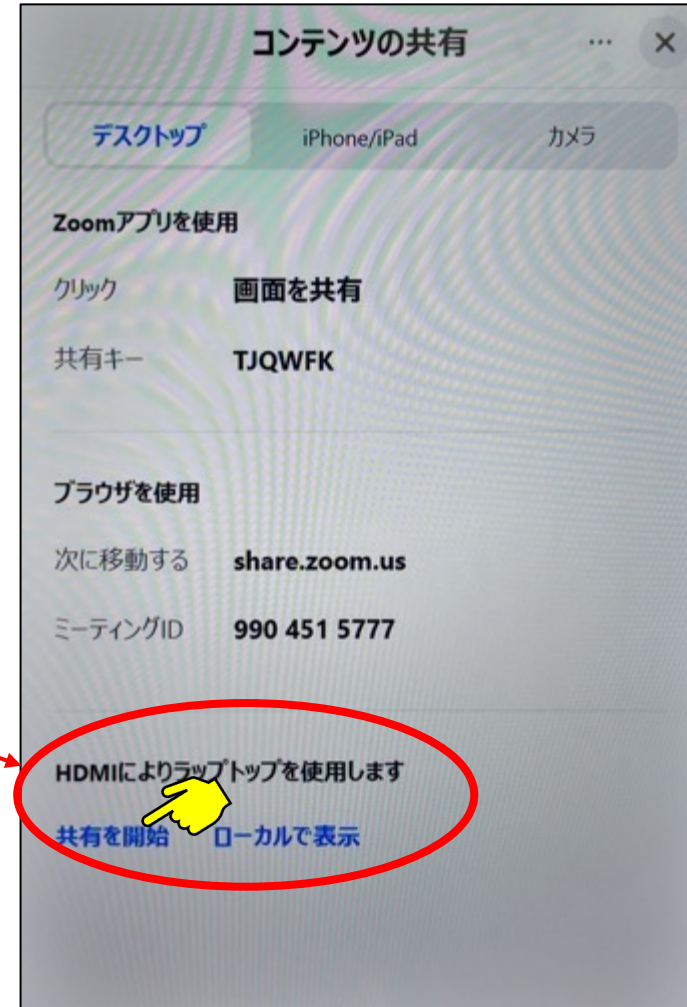 コンテンツの共有 ... ×
デスクトップ iPhone/iPad カメラ
Zoomアプリを使用
クリック 画面を共有
共有キー TJQWFK
ブラウザを使用
次に移動する share.zoom.us
ミーティングID 990 451 5777
HDMIによりラップトップを使用します
共有を開始 ローカルで表示